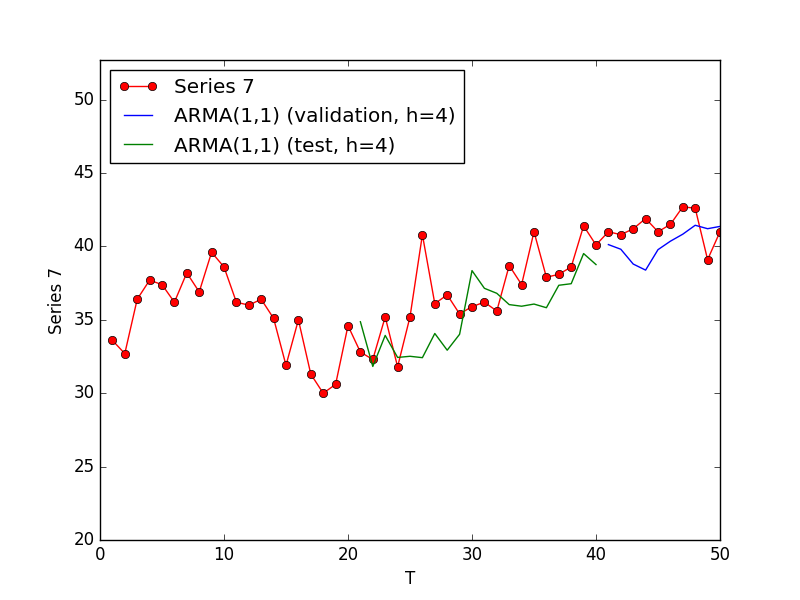 Series 7
ARMA(1,1) (validation, h=4)
ARMA(1,1) (test, h=4)
50
45
40
35
30
25
20
Series 7
0 10 20 30 40 50
T